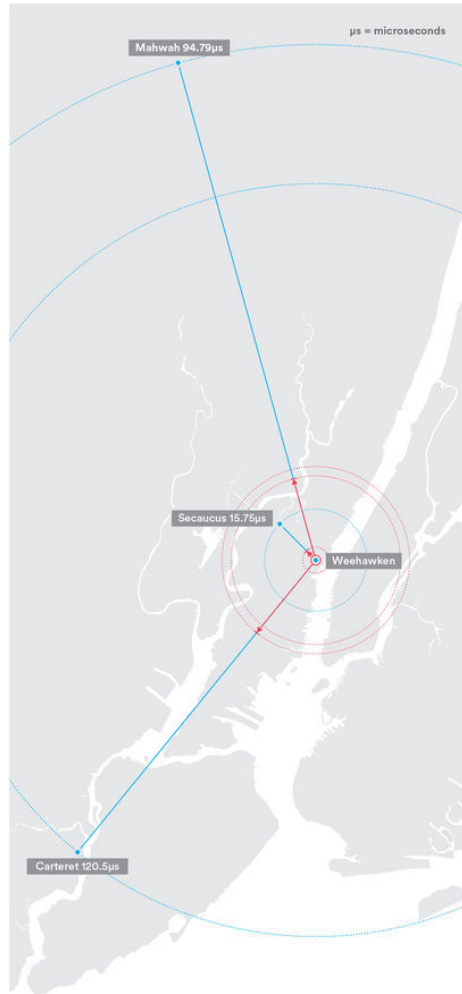 µs = microseconds
Mahwah 94.79µs
Secaucus 15.75µs
Weehawken
Carteret 120.5µs